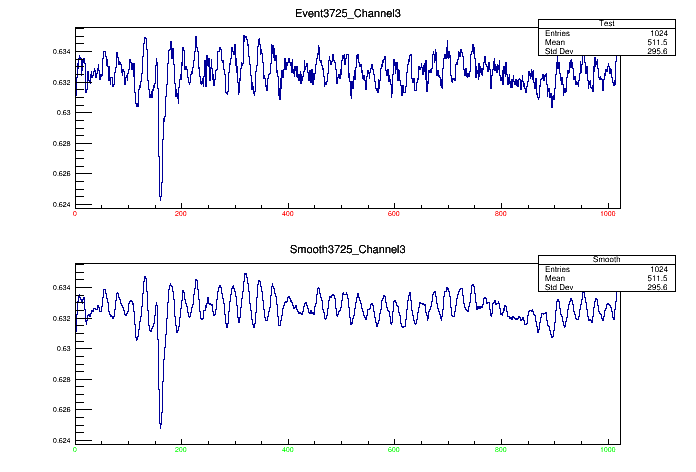 Event3725_Channel3
Test
Entries 1024
Mean 511.5
Std Dev 295.6
0.634
0.632
0.63
0.628
0.626
0.624
0 200 400 600 800 1000
Smooth3725_Channel3
Smooth
Entries 1024
Mean 511.5
Std Dev 295.6
0.634
0.632
0.63
0.628
0.626
0.624
0 200 400 600 800 1000